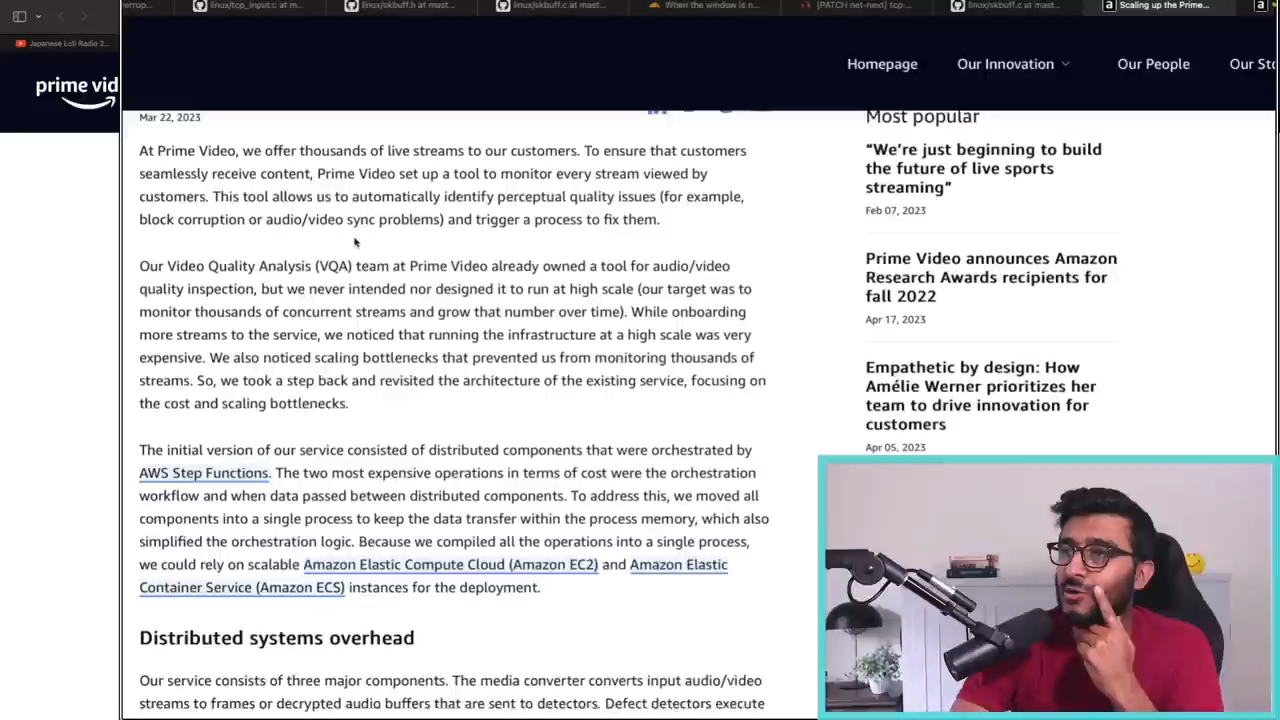 linux/tcp_input.c at m...
linux/skbuff.h at mast...
linux/skbuff.c at mast...
When the window is n...
[PATCH net-next] tcp:...
linux/skbuff.c at mast...
Scaling up the Prime...
Japanese Lofi Radio 2...
prime vid
Homepage
Our Innovation
Our People
Our Sto
Mar 22, 2023
At Prime Video, we offer thousands of live streams to our customers. To ensure that customers
seamlessly receive content, Prime Video set up a tool to monitor every stream viewed by
customers. This tool allows us to automatically identify perceptual quality issues (for example,
block corruption or audio/video sync problems) and trigger a process to fix them.
Our Video Quality Analysis (VQA) team at Prime Video already owned a tool for audio/video
quality inspection, but we never intended nor designed it to run at high scale (our target was to
monitor thousands of concurrent streams and grow that number over time). While onboarding
more streams to the service, we noticed that running the infrastructure at a high scale was very
expensive. We also noticed scaling bottlenecks that prevented us from monitoring thousands of
streams. So, we took a step back and revisited the architecture of the existing service, focusing on
the cost and scaling bottlenecks.
The initial version of our service consisted of distributed components that were orchestrated by
AWS Step Functions. The two most expensive operations in terms of cost were the orchestration
workflow and when data passed between distributed components. To address this, we moved all
components into a single process to keep the data transfer within the process memory, which also
simplified the orchestration logic. Because we compiled all the operations into a single process,
we could rely on scalable Amazon Elastic Compute Cloud (Amazon EC2) and Amazon Elastic
Container Service (Amazon ECS) instances for the deployment.
Distributed systems overhead
Our service consists of three major components. The media converter converts input audio/video
streams to frames or decrypted audio buffers that are sent to detectors. Defect detectors execute
Most popular
“We’re just beginning to build
the future of live sports
streaming”
Feb 07, 2023
Prime Video announces Amazon
Research Awards recipients for
fall 2022
Apr 17, 2023
Empathetic by design: How
Amélie Werner prioritizes her
team to drive innovation for
customers
Apr 05, 2023